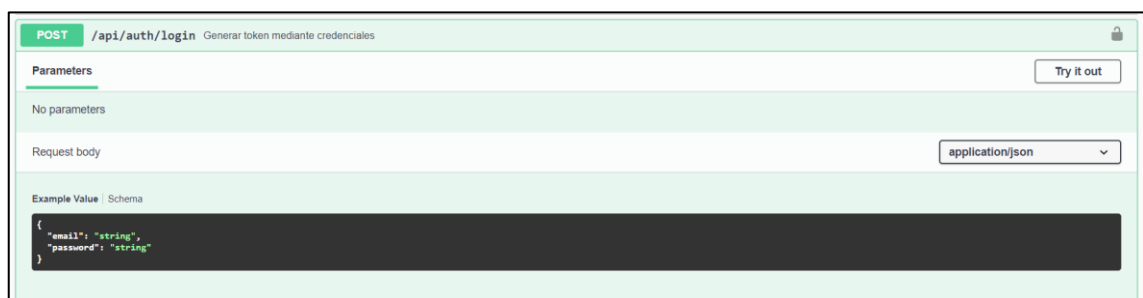 POST /api/auth/login Generar token mediante credenciales
Parameters
Try it out
No parameters
Request body
application/json
Example Value | Schema
{
"email": "string",
"password": "string"
}